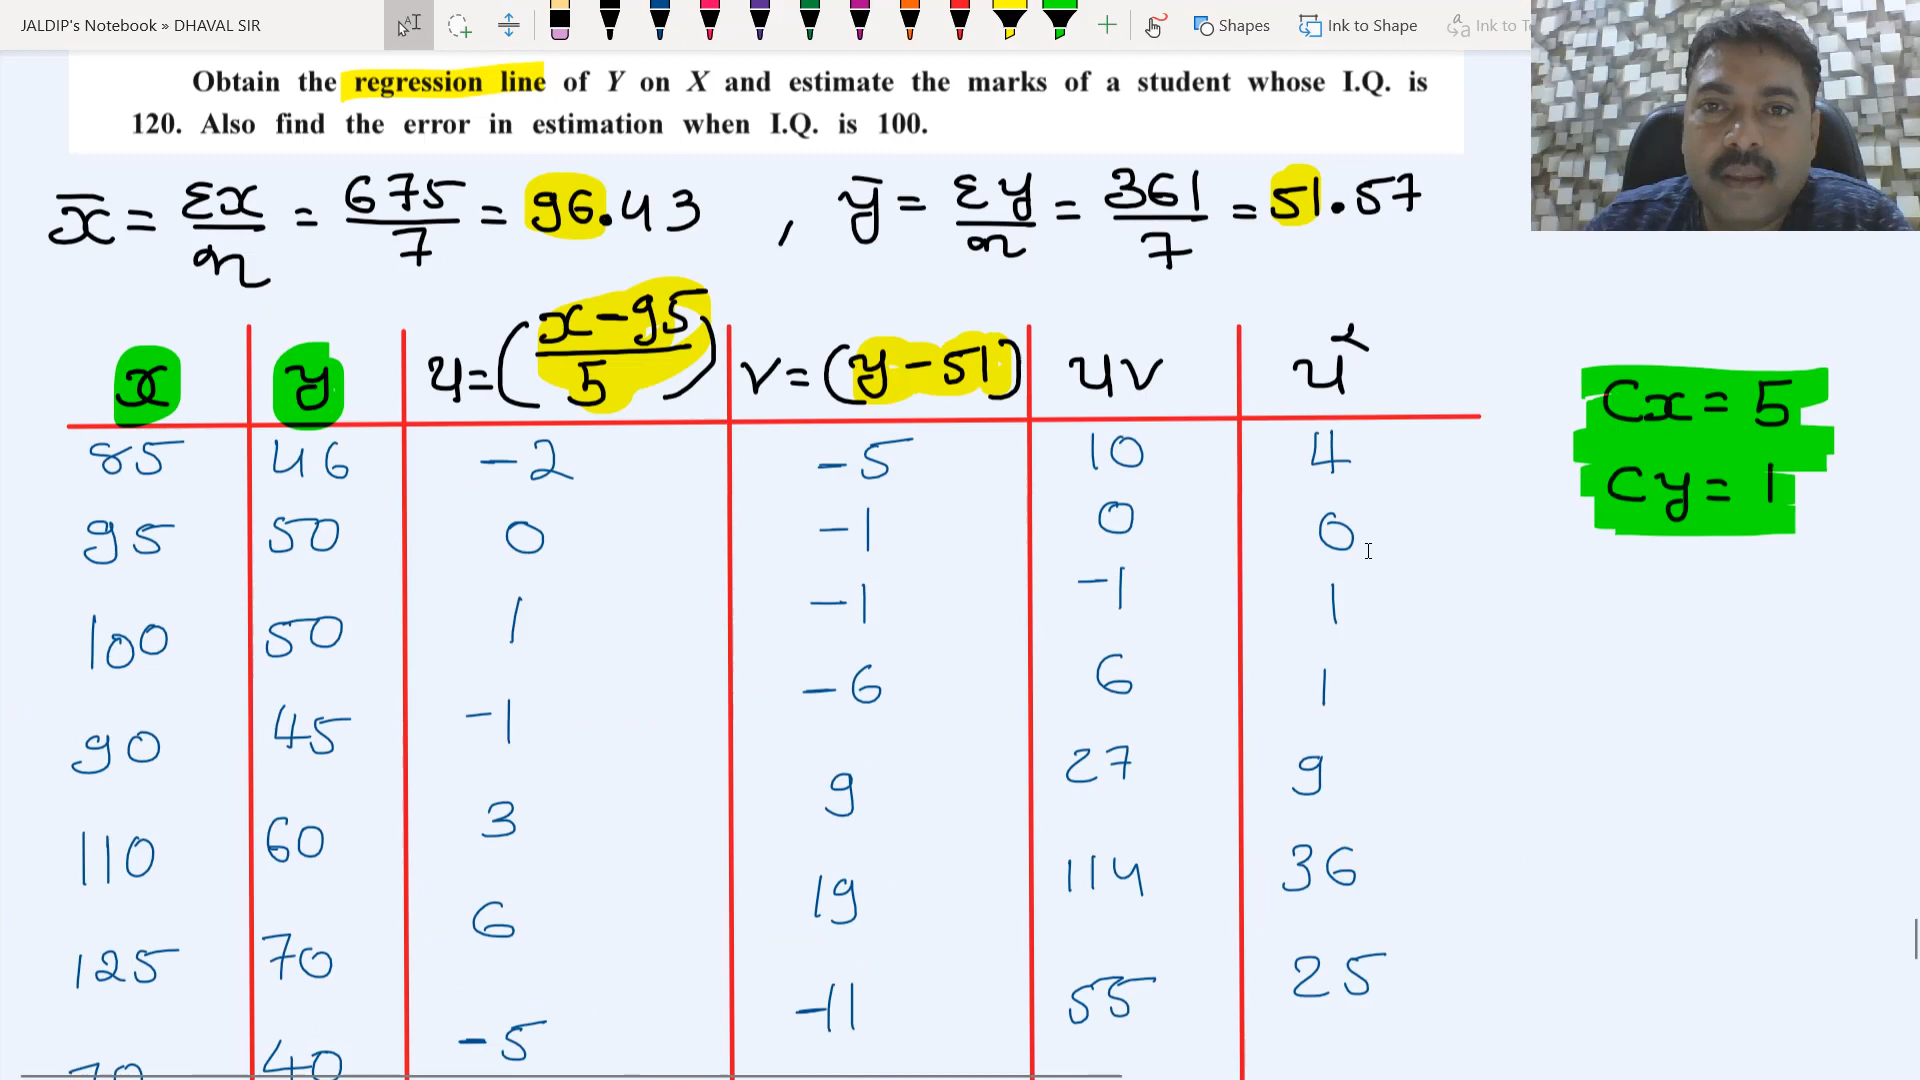 JALDIP's Notebook » DHAVAL SIR
Shapes
Ink to Shape
Ink to
Obtain the regression line of Y on X and estimate the marks of a student whose I.Q. is
120. Also find the error in estimation when I.Q. is 100.
x̄ = Σx/n = 675/7 = 96.43 , ȳ = Σy/n = 361/7 = 51.57
x y u=(x-95/5) v=(y-51) uv u²
Cx = 5
Cy = 1
85 46 -2 -5 10 4
95 50 0 -1 0 0
100 50 1 -1 -1 1
90 45 -1 -6 6 1
110 60 3 9 27 9
125 70 6 19 114 36
70 40 -5 -11 55 25